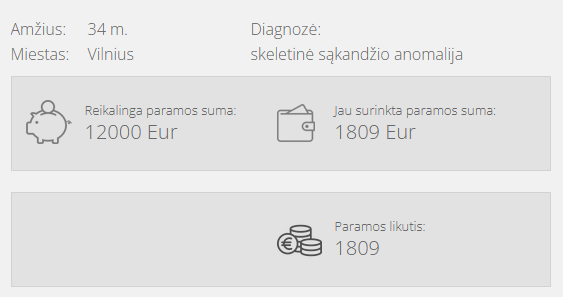 Amžius: 34 m.
Diagnozė:
Miestas: Vilnius
skeletinė sąkandžio anomalija
Reikalinga paramos suma:
12000 Eur
Jau surinkta paramos suma:
1809 Eur
Paramos likutis:
1809